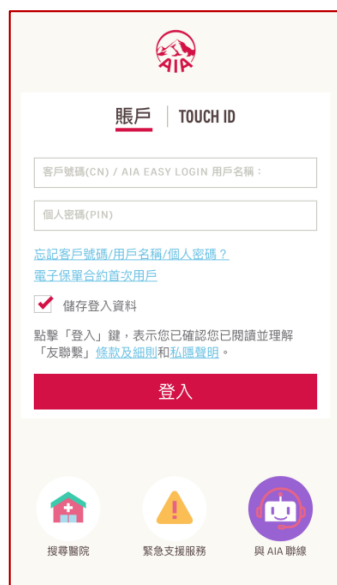 AIA
賬戶 | TOUCH ID
客戶號碼(CN) / AIA EASY LOGIN 用戶名稱：
個人密碼(PIN)
忘記客戶號碼/用戶名稱/個人密碼？
電子保單合約首次用戶
儲存登入資料
點擊「登入」鍵，表示您已確認您已閱讀並理解
「友聯繫」條款及細則和私隱聲明。
登入
搜尋醫院 緊急支援服務 與 AIA 聯線